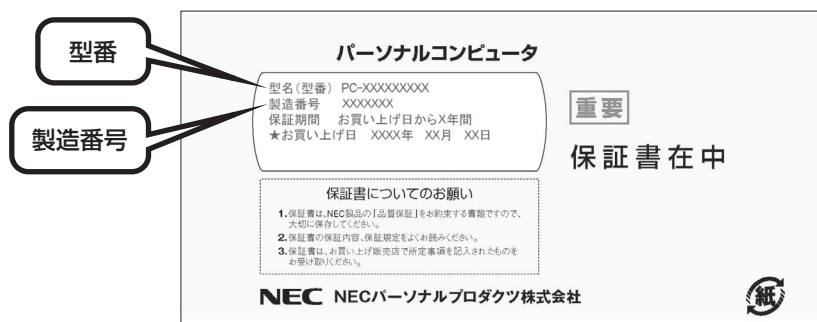 型番
製造番号
パーソナルコンピュータ
型名(型番) PC-XXXXXXXXX
製造番号 XXXXXXX
保証期間 お買い上げ日からX年間
★お買い上げ日 XXXX年 XX月 XX日
重要
保証書在中
保証書についてのお願い
1.保証書は、NEC製品の「品質保証」をお約束する書類ですので、
大切に保存してください。
2.保証書の保証内容、保証規定をよくお読みください。
3.保証書は、お買い上げ販売店で所定事項を記入されたものを
お受け取りください。
NEC NECパーソナルプロダクツ株式会社
紙